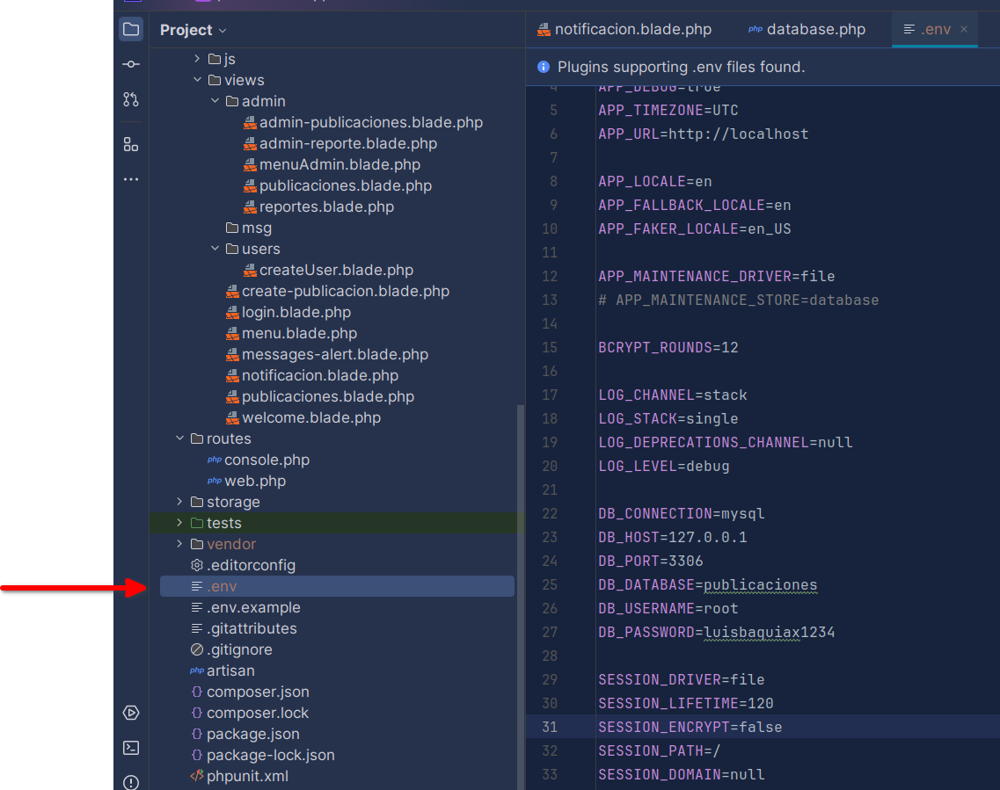 Project
js
views
admin
admin-publicaciones.blade.php
admin-reporte.blade.php
menuAdmin.blade.php
publicaciones.blade.php
reportes.blade.php
msg
users
createUser.blade.php
create-publicacion.blade.php
login.blade.php
menu.blade.php
messages-alert.blade.php
notificacion.blade.php
publicaciones.blade.php
welcome.blade.php
routes
php console.php
php web.php
storage
tests
vendor
.editorconfig
.env
.env.example
.gitattributes
.gitignore
php artisan
composer.json
composer.lock
package.json
package-lock.json
phpunit.xml
notificacion.blade.php
php database.php
.env
Plugins supporting .env files found.
4 APP_DEBUG=true
5 APP_TIMEZONE=UTC
6 APP_URL=http://localhost
7
8 APP_LOCALE=en
9 APP_FALLBACK_LOCALE=en
10 APP_FAKER_LOCALE=en_US
11
12 APP_MAINTENANCE_DRIVER=file
13 # APP_MAINTENANCE_STORE=database
14
15 BCRYPT_ROUNDS=12
16
17 LOG_CHANNEL=stack
18 LOG_STACK=single
19 LOG_DEPRECATIONS_CHANNEL=null
20 LOG_LEVEL=debug
21
22 DB_CONNECTION=mysql
23 DB_HOST=127.0.0.1
24 DB_PORT=3306
25 DB_DATABASE=publicaciones
26 DB_USERNAME=root
27 DB_PASSWORD=luisbaquiax1234
28
29 SESSION_DRIVER=file
30 SESSION_LIFETIME=120
31 SESSION_ENCRYPT=false
32 SESSION_PATH=/
33 SESSION_DOMAIN=null